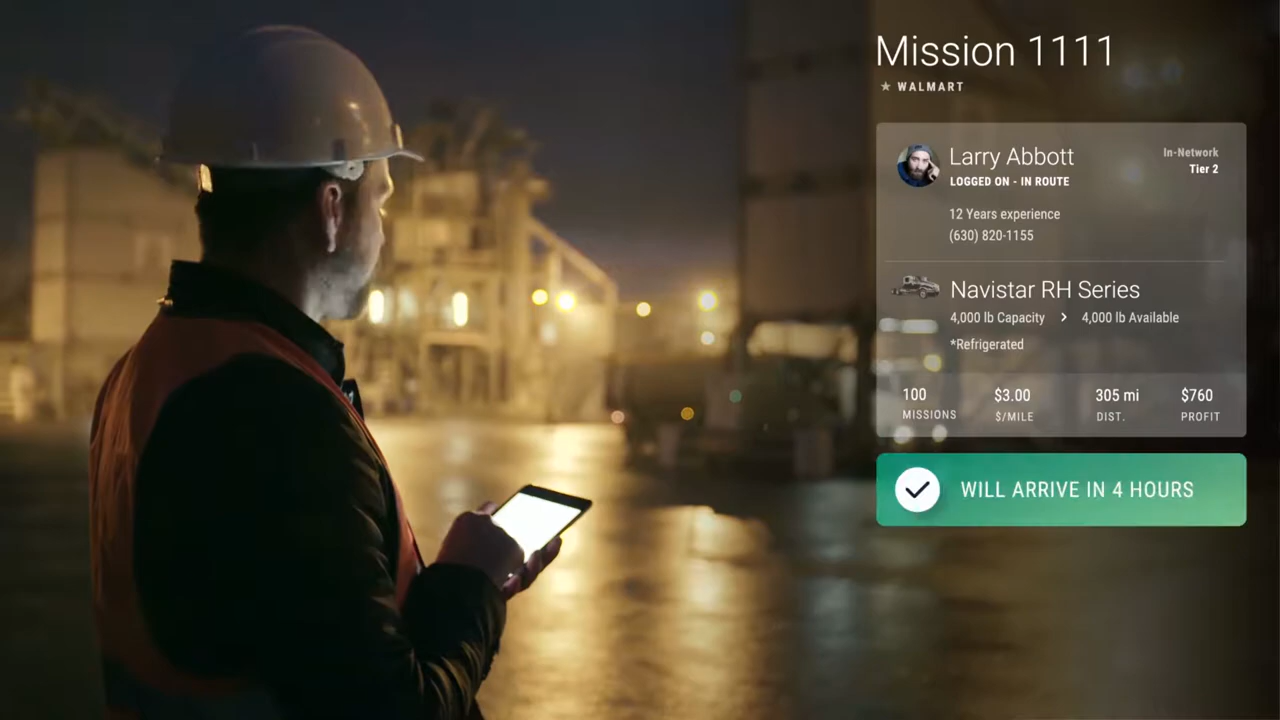 Mission 1111
★ WALMART
Larry Abbott
In-Network
LOGGED ON - IN ROUTE
Tier 2
12 Years experience
(630) 820-1155
Navistar RH Series
4,000 lb Capacity > 4,000 lb Available
*Refrigerated
100 $3.00 305 mi $760
MISSIONS $/MILE DIST. PROFIT
WILL ARRIVE IN 4 HOURS